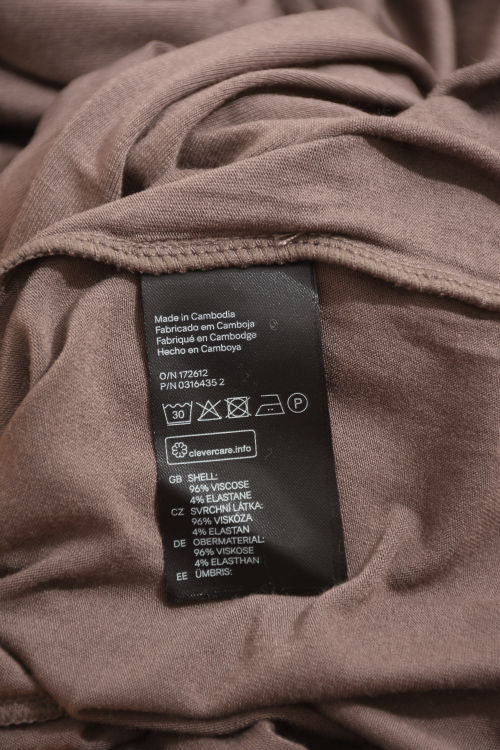 Made in Cambodia
Fabricado em Camboja
Fabriqué en Cambodge
Hecho en Camboya
O/N 172612
P/N 0316435 2
30 P
clevercare.info
GB SHELL:
96% VISCOSE
4% ELASTANE
CZ SVRCHNÍ LÁTKA:
96% VISKÓZA
4% ELASTAN
DE OBERMATERIAL:
96% VISKOSE
4% ELASTHAN
EE ÜMBRIS: